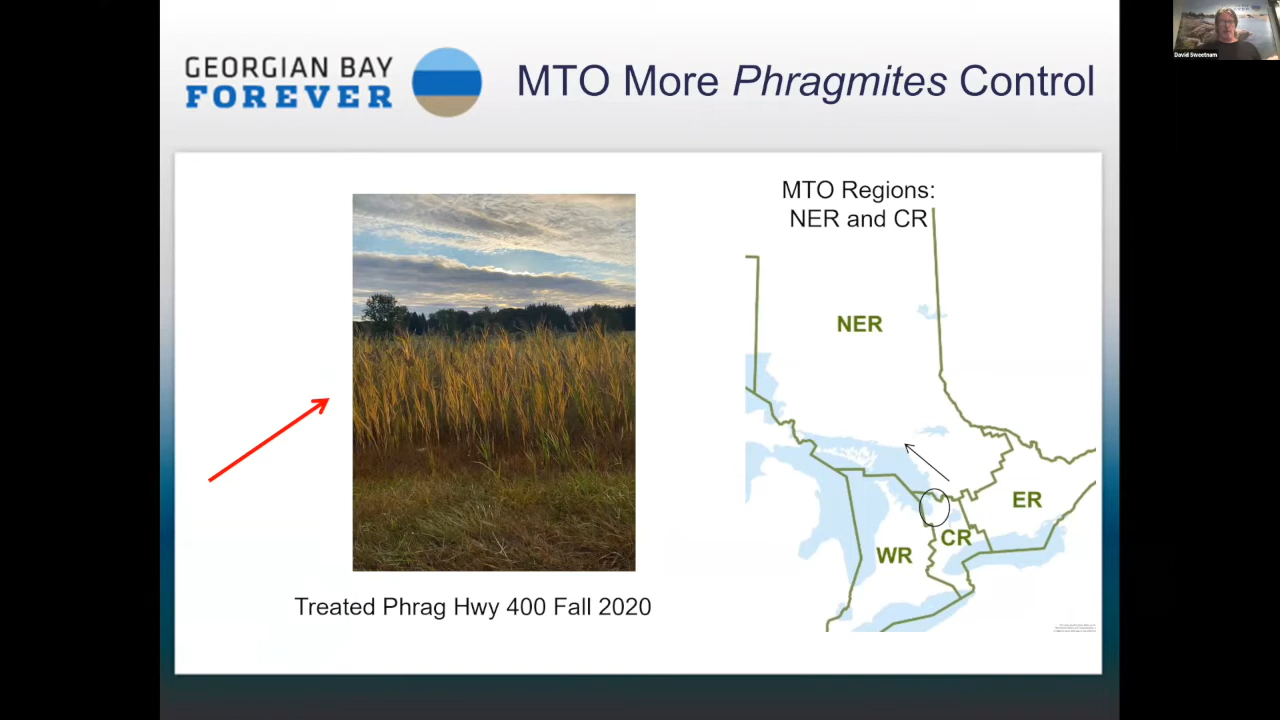 GEORGIAN BAY
FOREVER
MTO More Phragmites Control
David Sweetnam
MTO Regions:
NER and CR
NER
ER
CR
WR
Treated Phrag Hwy 400 Fall 2020